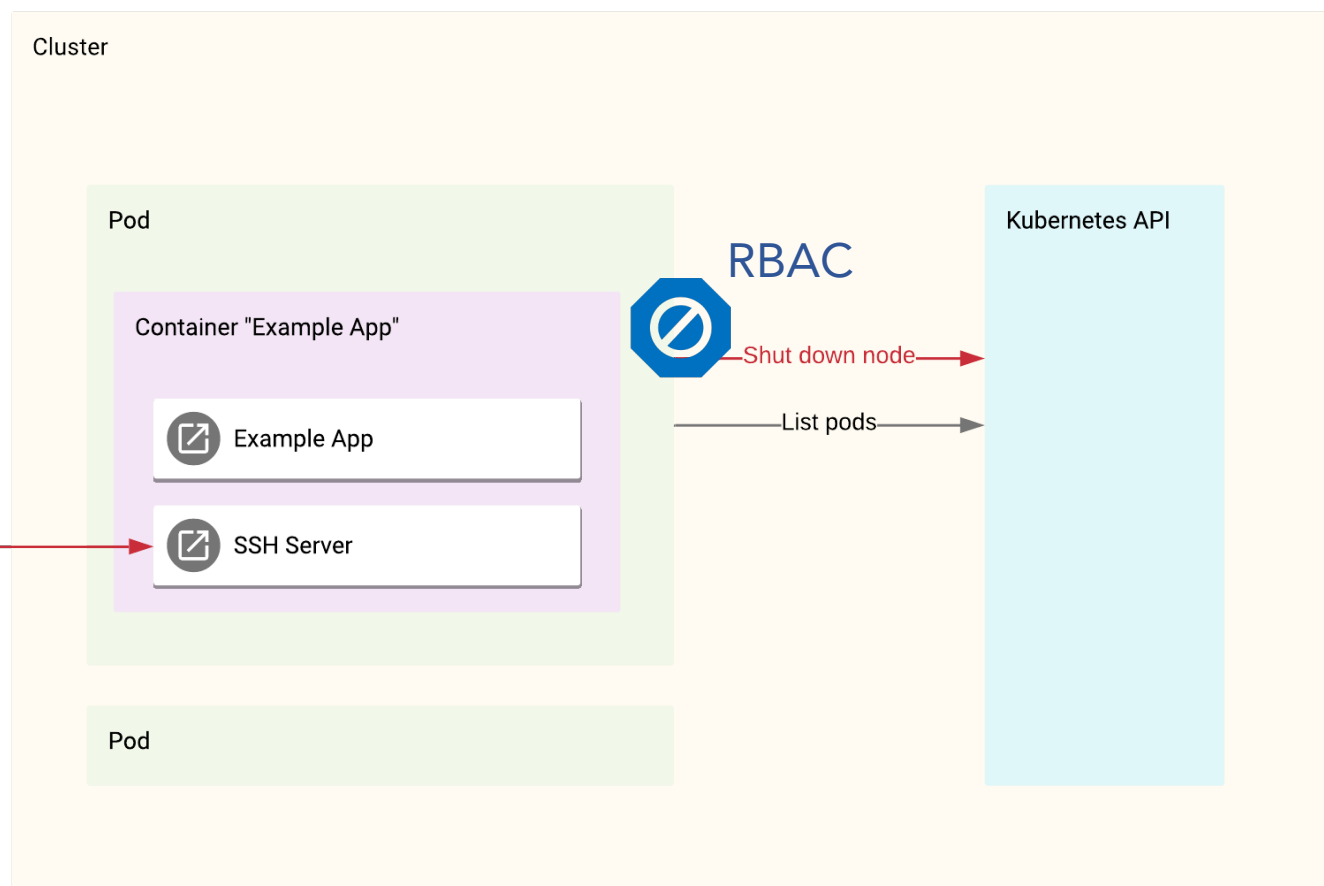 Cluster
Pod
Kubernetes API
RBAC
Container "Example App"
Shut down node
List pods
Example App
SSH Server
Pod